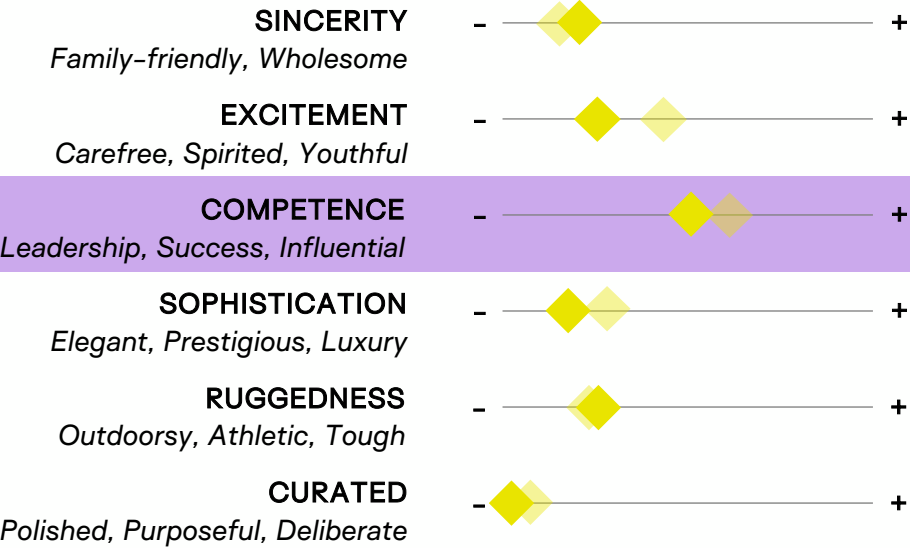 SINCERITY
- +
Family-friendly, Wholesome
EXCITEMENT
- +
Carefree, Spirited, Youthful
COMPETENCE
- +
Leadership, Success, Influential
SOPHISTICATION
- +
Elegant, Prestigious, Luxury
RUGGEDNESS
- +
Outdoorsy, Athletic, Tough
CURATED
- +
Polished, Purposeful, Deliberate